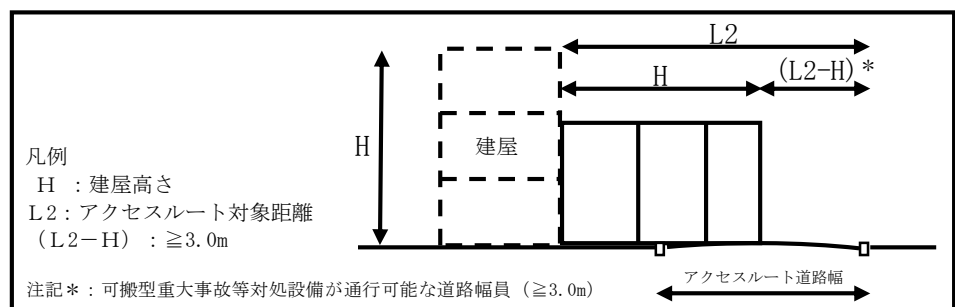 L2
H
(L2-H)*
H
建屋
凡例
H ：建屋高さ
L2：アクセスルート対象距離
（L2－H）：≧3.0m
アクセスルート道路幅
注記＊：可搬型重大事故等対処設備が通行可能な道路幅員（≧3.0m）